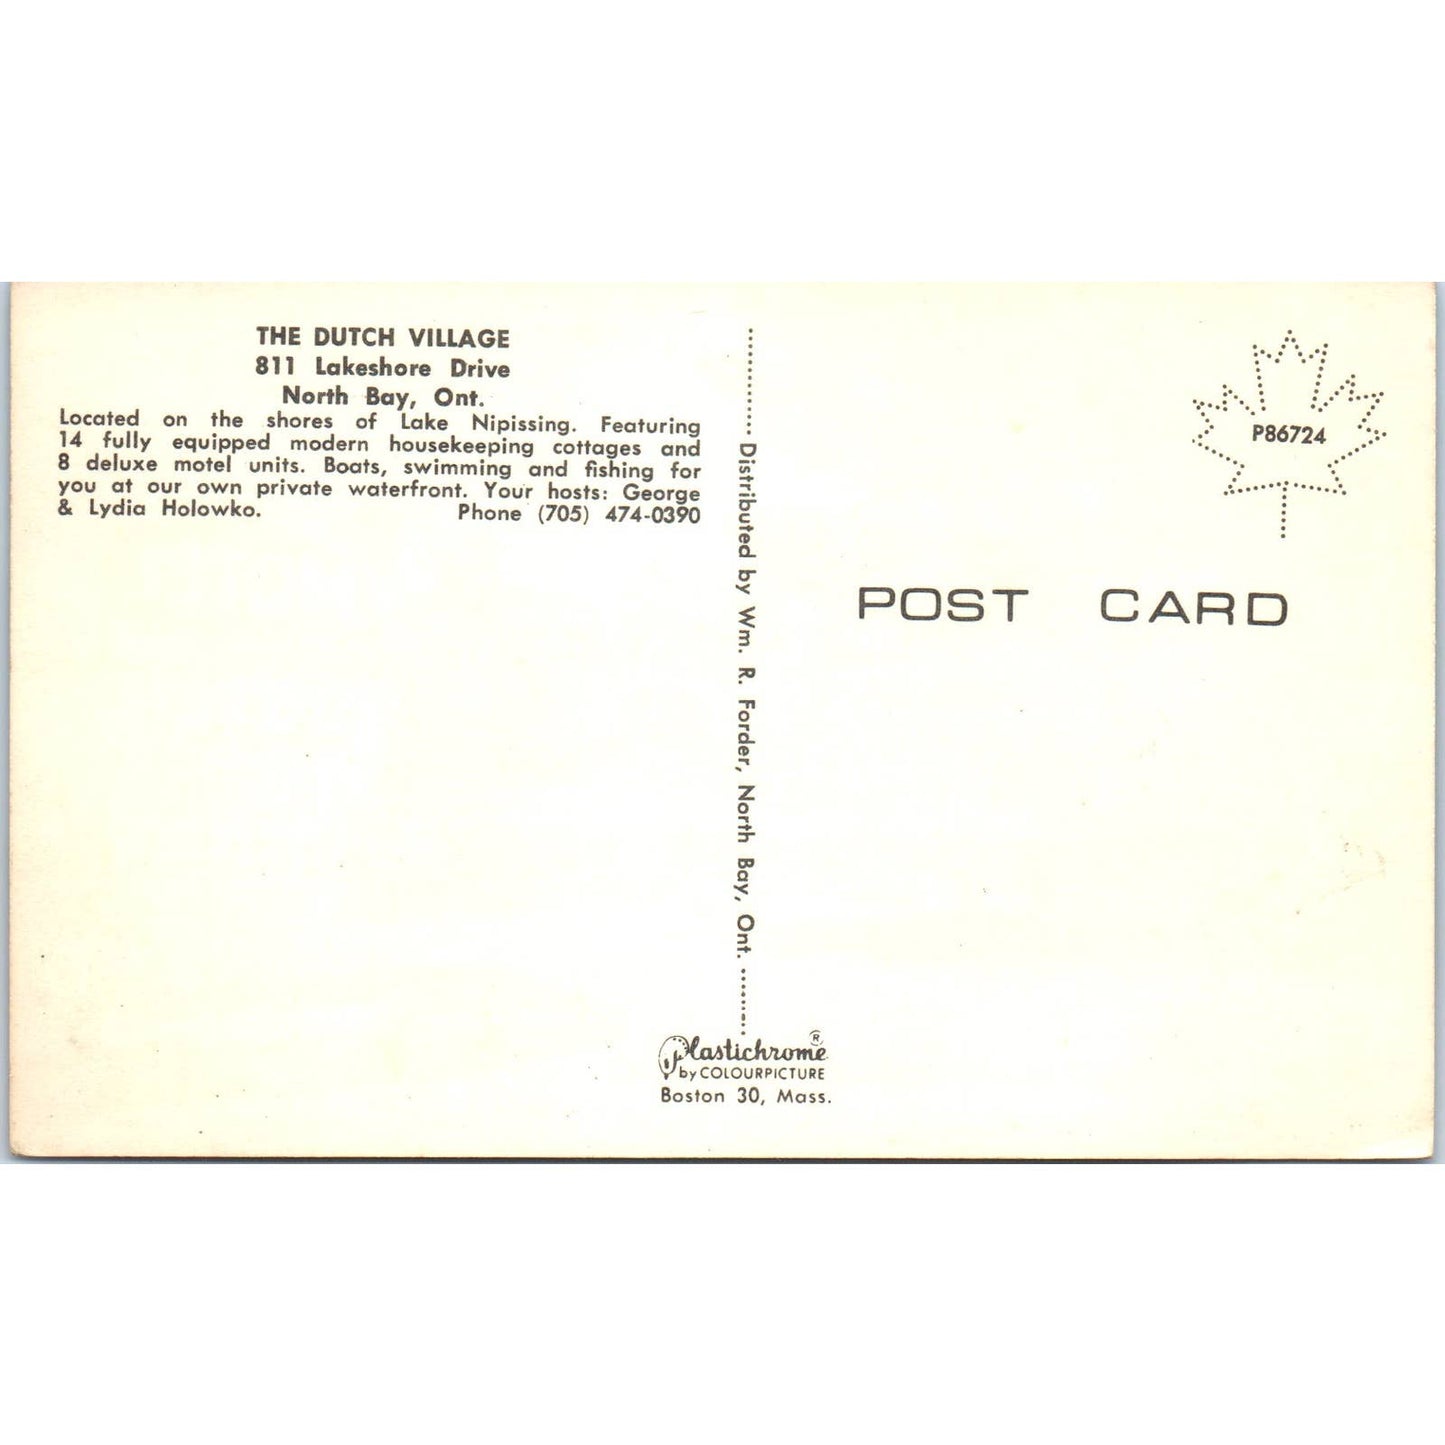 THE DUTCH VILLAGE
811 Lakeshore Drive
North Bay, Ont.
Located on the shores of Lake Nipissing. Featuring
14 fully equipped modern housekeeping cottages and
8 deluxe motel units. Boats, swimming and fishing for
you at our own private waterfront. Your hosts: George
& Lydia Holowko. Phone (705) 474-0390
Distributed by Wm. R. Forder, North Bay, Ont.
Plastichrome ®
by COLOURPICTURE
Boston 30, Mass.
P86724
POST CARD